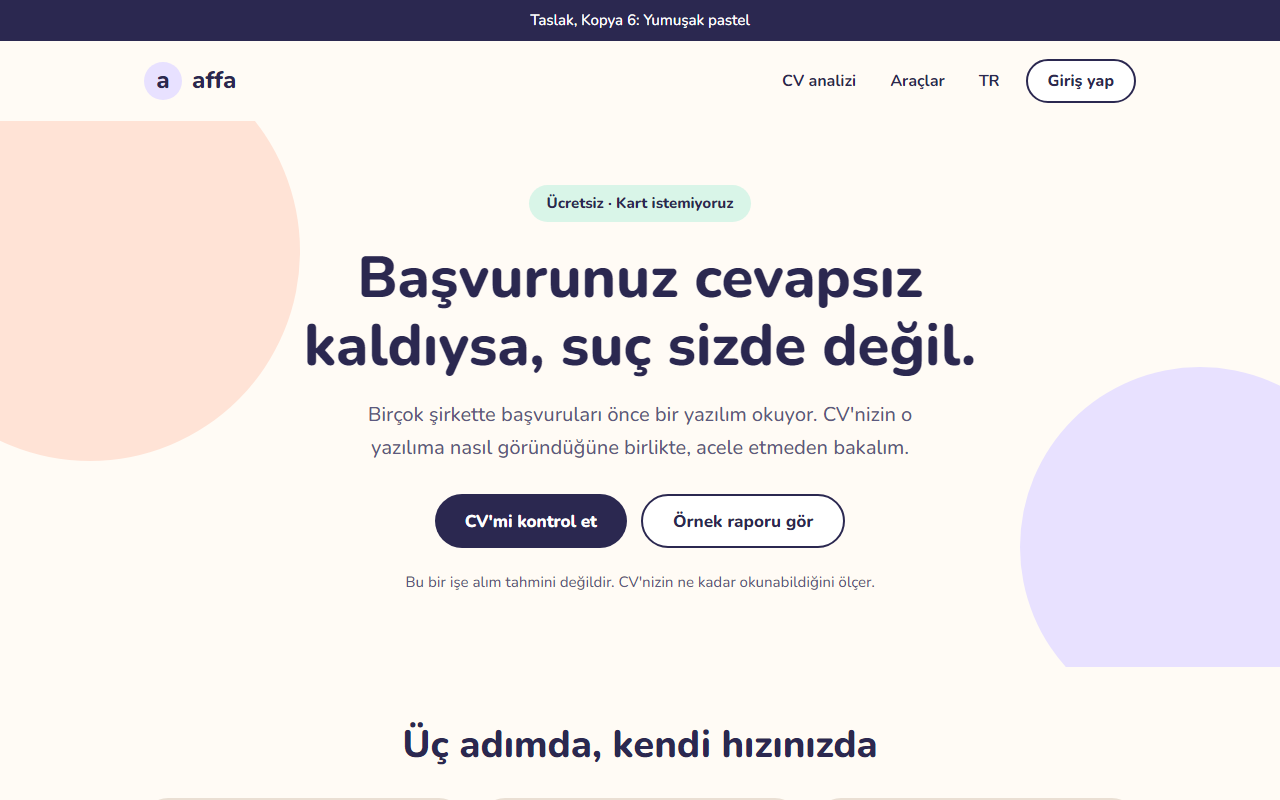 Taslak, Kopya 6: Yumuşak pastel
a affa
CV analizi Araçlar TR Giriş yap
Ücretsiz · Kart istemiyoruz
Başvurunuz cevapsız
kaldıysa, suç sizde değil.
Birçok şirkette başvuruları önce bir yazılım okuyor. CV'nizin o
yazılıma nasıl göründüğüne birlikte, acele etmeden bakalım.
CV'mi kontrol et Örnek raporu gör
Bu bir işe alım tahmini değildir. CV'nizin ne kadar okunabildiğini ölçer.
Üç adımda, kendi hızınızda